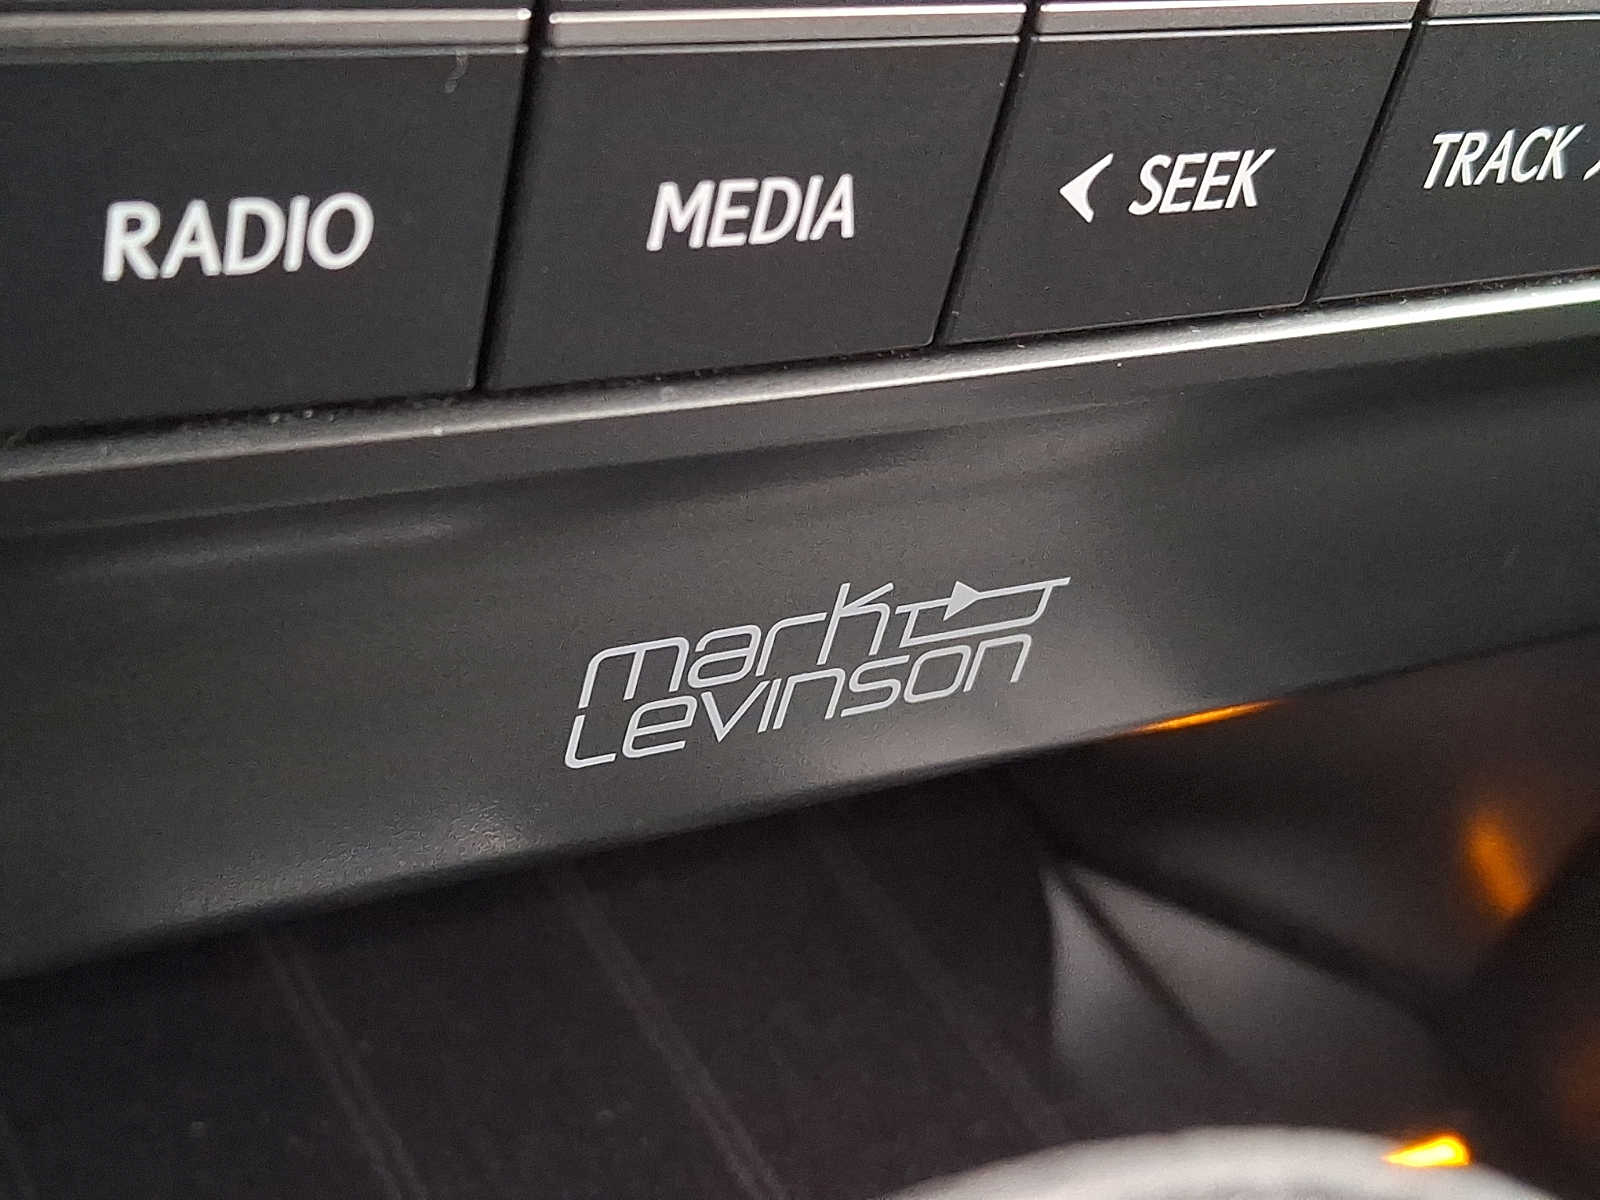 RADIO MEDIA < SEEK TRACK >
mark
Levinson